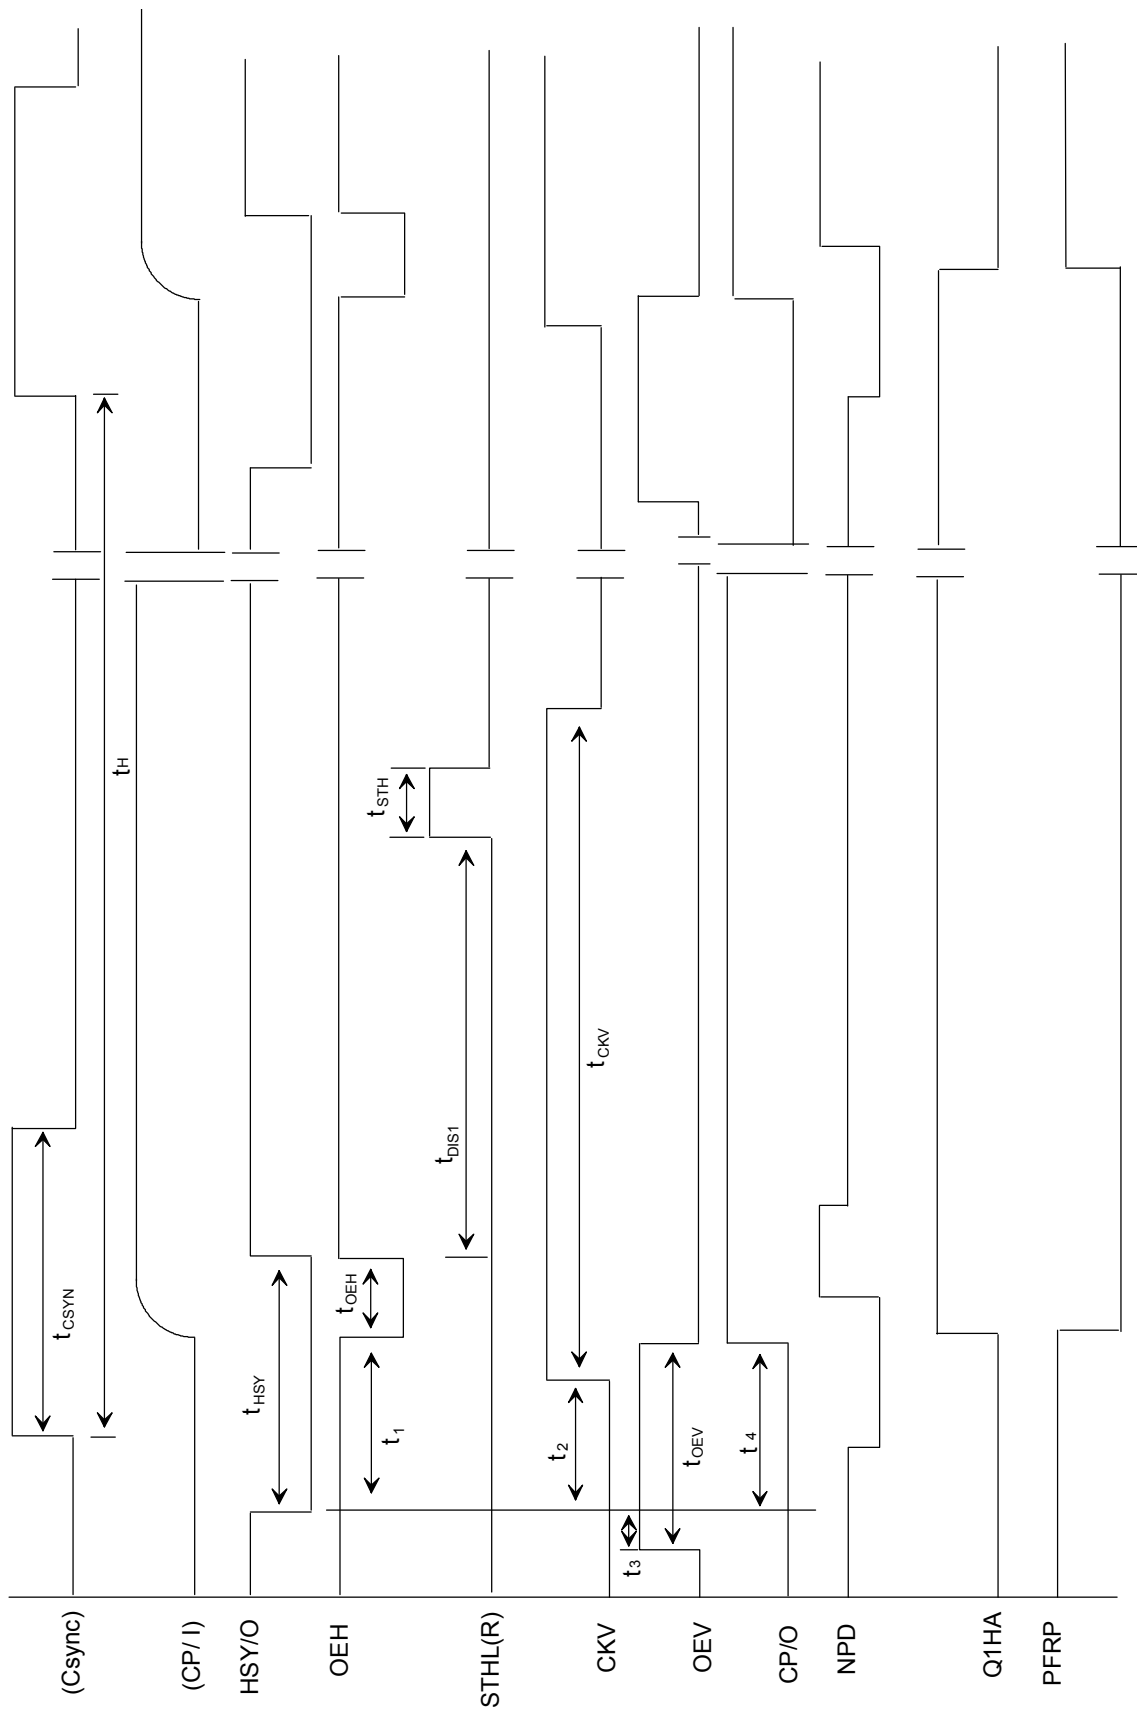 (Csync)
tCSYN
tH
(CP/ I)
HSY/O
tHSY
OEH
t1
tOEH
STHL(R)
tDIS1
tSTH
CKV
t2
tCKV
OEV
t3
tOEV
CP/O
t4
NPD
Q1HA
PFRP